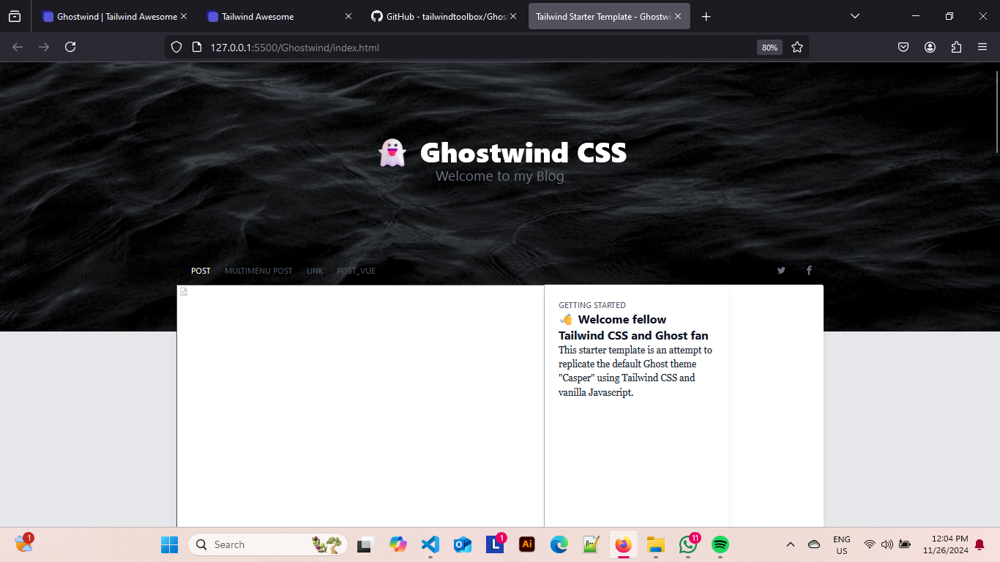 Ghostwind | Tailwind Awesome
Tailwind Awesome
GitHub - tailwindtoolbox/Ghos
Tailwind Starter Template - Ghostwi
127.0.0.1:5500/Ghostwind/index.html
80%
Ghostwind CSS
Welcome to my Blog
POST
MULTIMENU POST
LINK
POST_VUE
GETTING STARTED
Welcome fellow
Tailwind CSS and Ghost fan
This starter template is an attempt to
replicate the default Ghost theme
"Casper" using Tailwind CSS and
vanilla Javascript.
1
Search
L
1
Ai
11
ENG
US
12:04 PM
11/26/2024